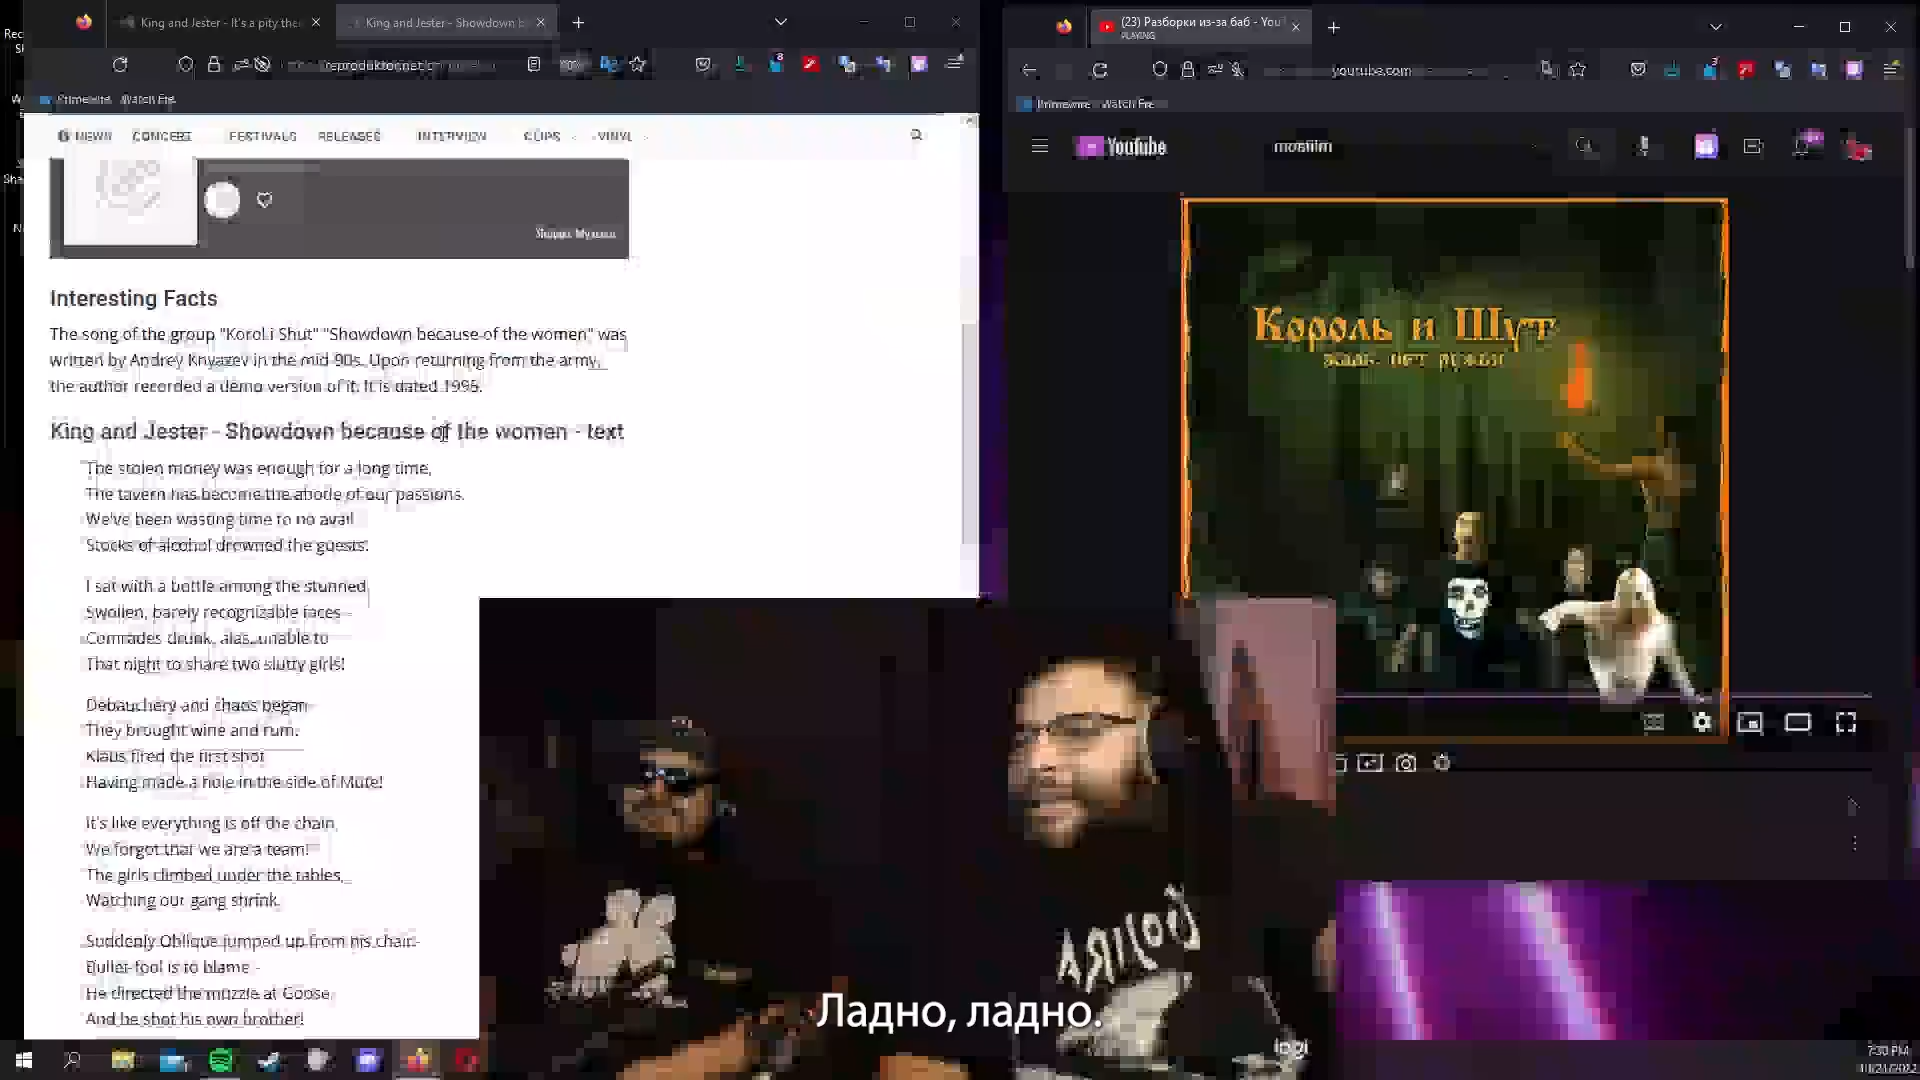 King and Jester - It's a pity the
King and Jester - Showdown b
reproduktor.net
NEWS CONCERT FESTIVALS RELEASES INTERVIEW CLIPS VINYL
Interesting Facts
The song of the group "Korol i Shut" "Showdown because of the women" was
written by Andrey Knyazev in the mid-90s. Upon returning from the army,
the author recorded a demo version of it. It is dated
King and Jester - Showdown because of the women - text
The stolen money was enough for a long time,
The tavern has become the abode of our passions.
We've been wasting time to no avail
Stocks of alcohol drowned the guests.
I sat with a bottle among the stunned
Swollen, barely recognizable faces -
Comrades drunk, alas, unable to
That night to share two slutty girls!
Debauchery and chaos began
They brought wine and rum.
Klaus fired the first shot
Having made a hole in the side of Mute!
It's like everything is off the chain,
We forgot that we are a team!
The girls climbed under the tables,
Watching our gang shrink.
Suddenly Oblique jumped up from his chair
Bullet-fool is to blame -
He directed the muzzle at Goose,
And he shot his own brother!
(23) Разборки из-за баб - You
PLAYING
youtube.com
Youtube
mosfilm
Король и Шут
GOJIRA
Ладно, ладно.
logi
7:30 PM